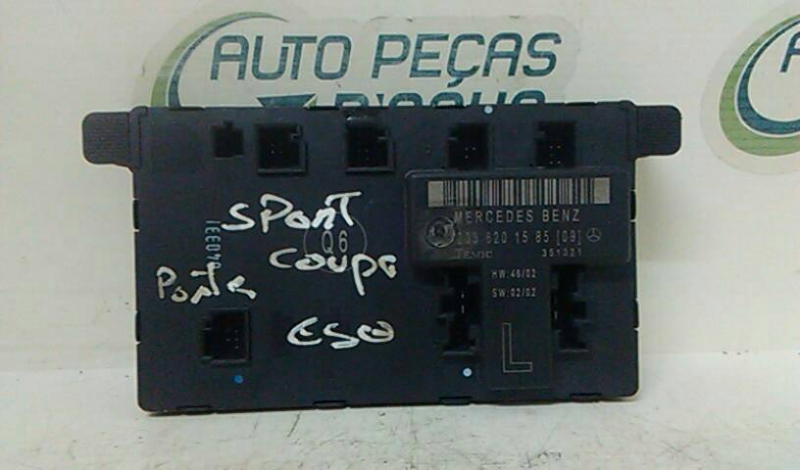 AUTO PEÇAS
SPORT
COUPE
Porta
ESQ
Q6
MERCEDES BENZ
820 15 85 [09]
TEMIC 351321
HW:46/02
SW:02/02
L